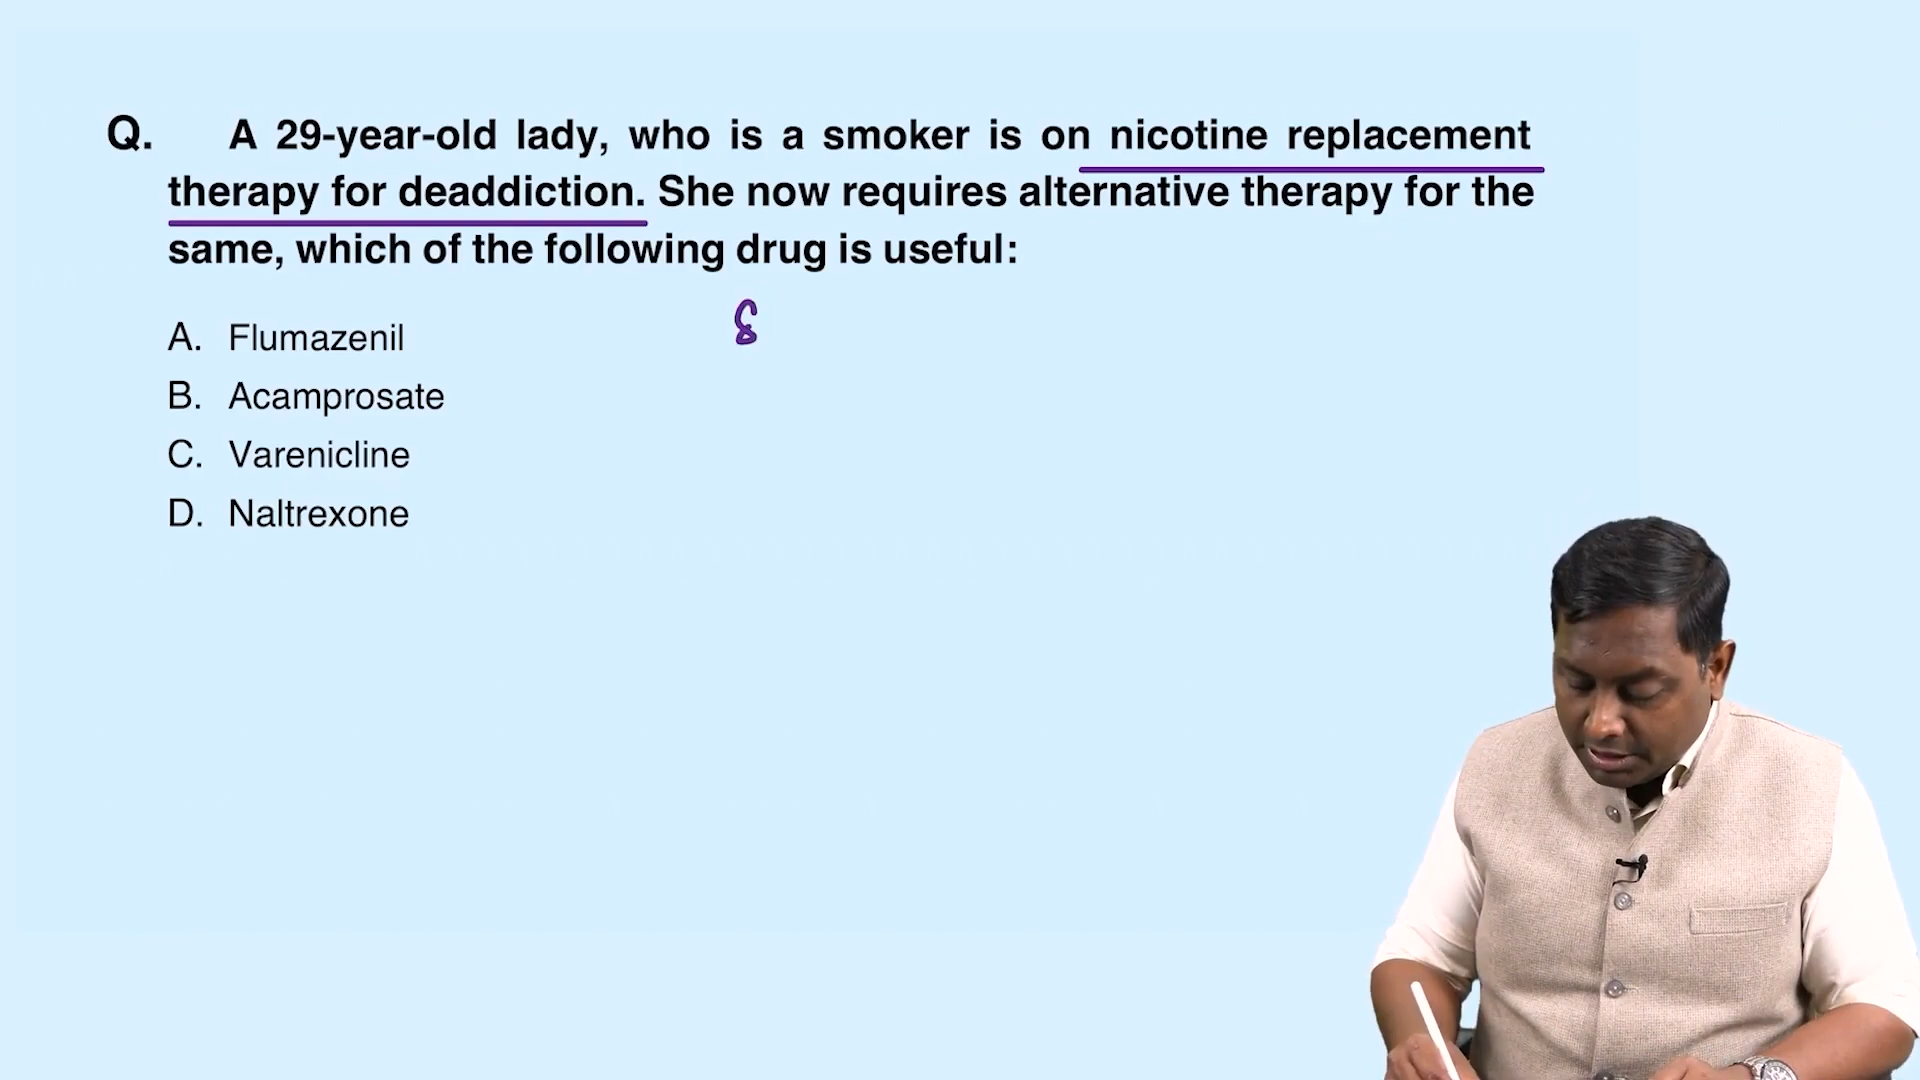 Q. A 29-year-old lady, who is a smoker is on nicotine replacement
therapy for deaddiction. She now requires alternative therapy for the
same, which of the following drug is useful:
A. Flumazenil
B. Acamprosate
C. Varenicline
D. Naltrexone